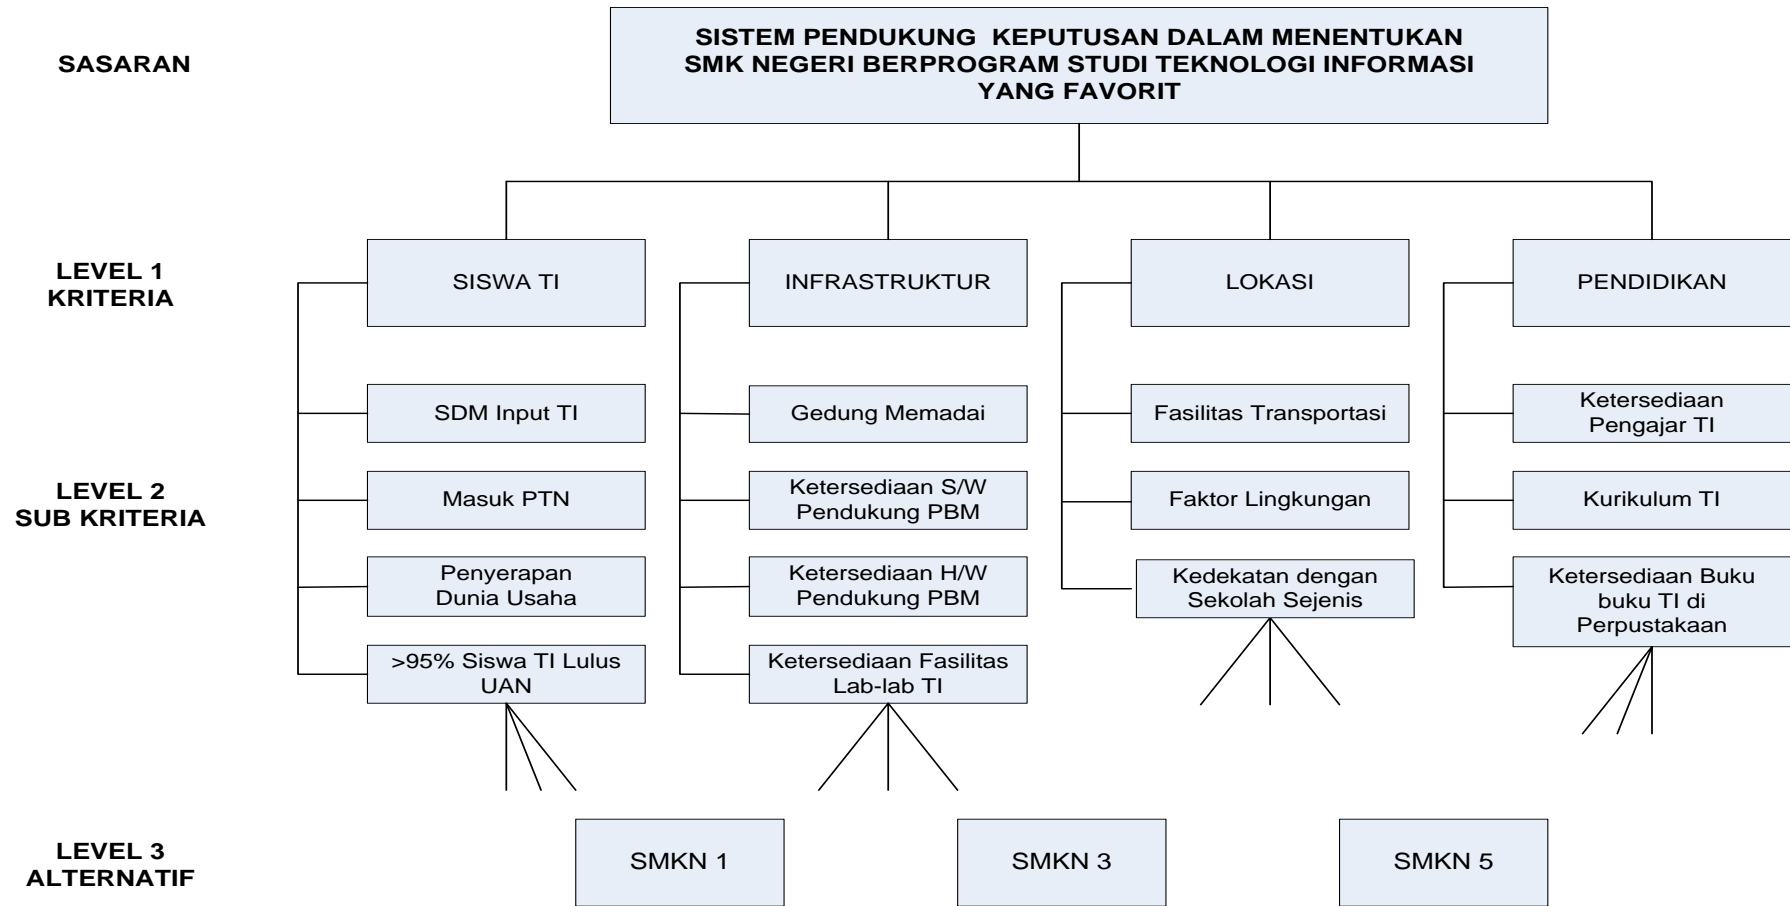 SASARAN
SISTEM PENDUKUNG KEPUTUSAN DALAM MENENTUKAN
SMK NEGERI BERPROGRAM STUDI TEKNOLOGI INFORMASI
YANG FAVORIT
LEVEL 1
KRITERIA
SISWA TI
INFRASTRUKTUR
LOKASI
PENDIDIKAN
LEVEL 2
SUB KRITERIA
SDM Input TI
Masuk PTN
Penyerapan
Dunia Usaha
>95% Siswa TI Lulus
UAN
Gedung Memadai
Ketersediaan S/W
Pendukung PBM
Ketersediaan H/W
Pendukung PBM
Ketersediaan Fasilitas
Lab-lab TI
Fasilitas Transportasi
Faktor Lingkungan
Kedekatan dengan
Sekolah Sejenis
Ketersediaan
Pengajar TI
Kurikulum TI
Ketersediaan Buku
buku TI di
Perpustakaan
LEVEL 3
ALTERNATIF
SMKN 1
SMKN 3
SMKN 5